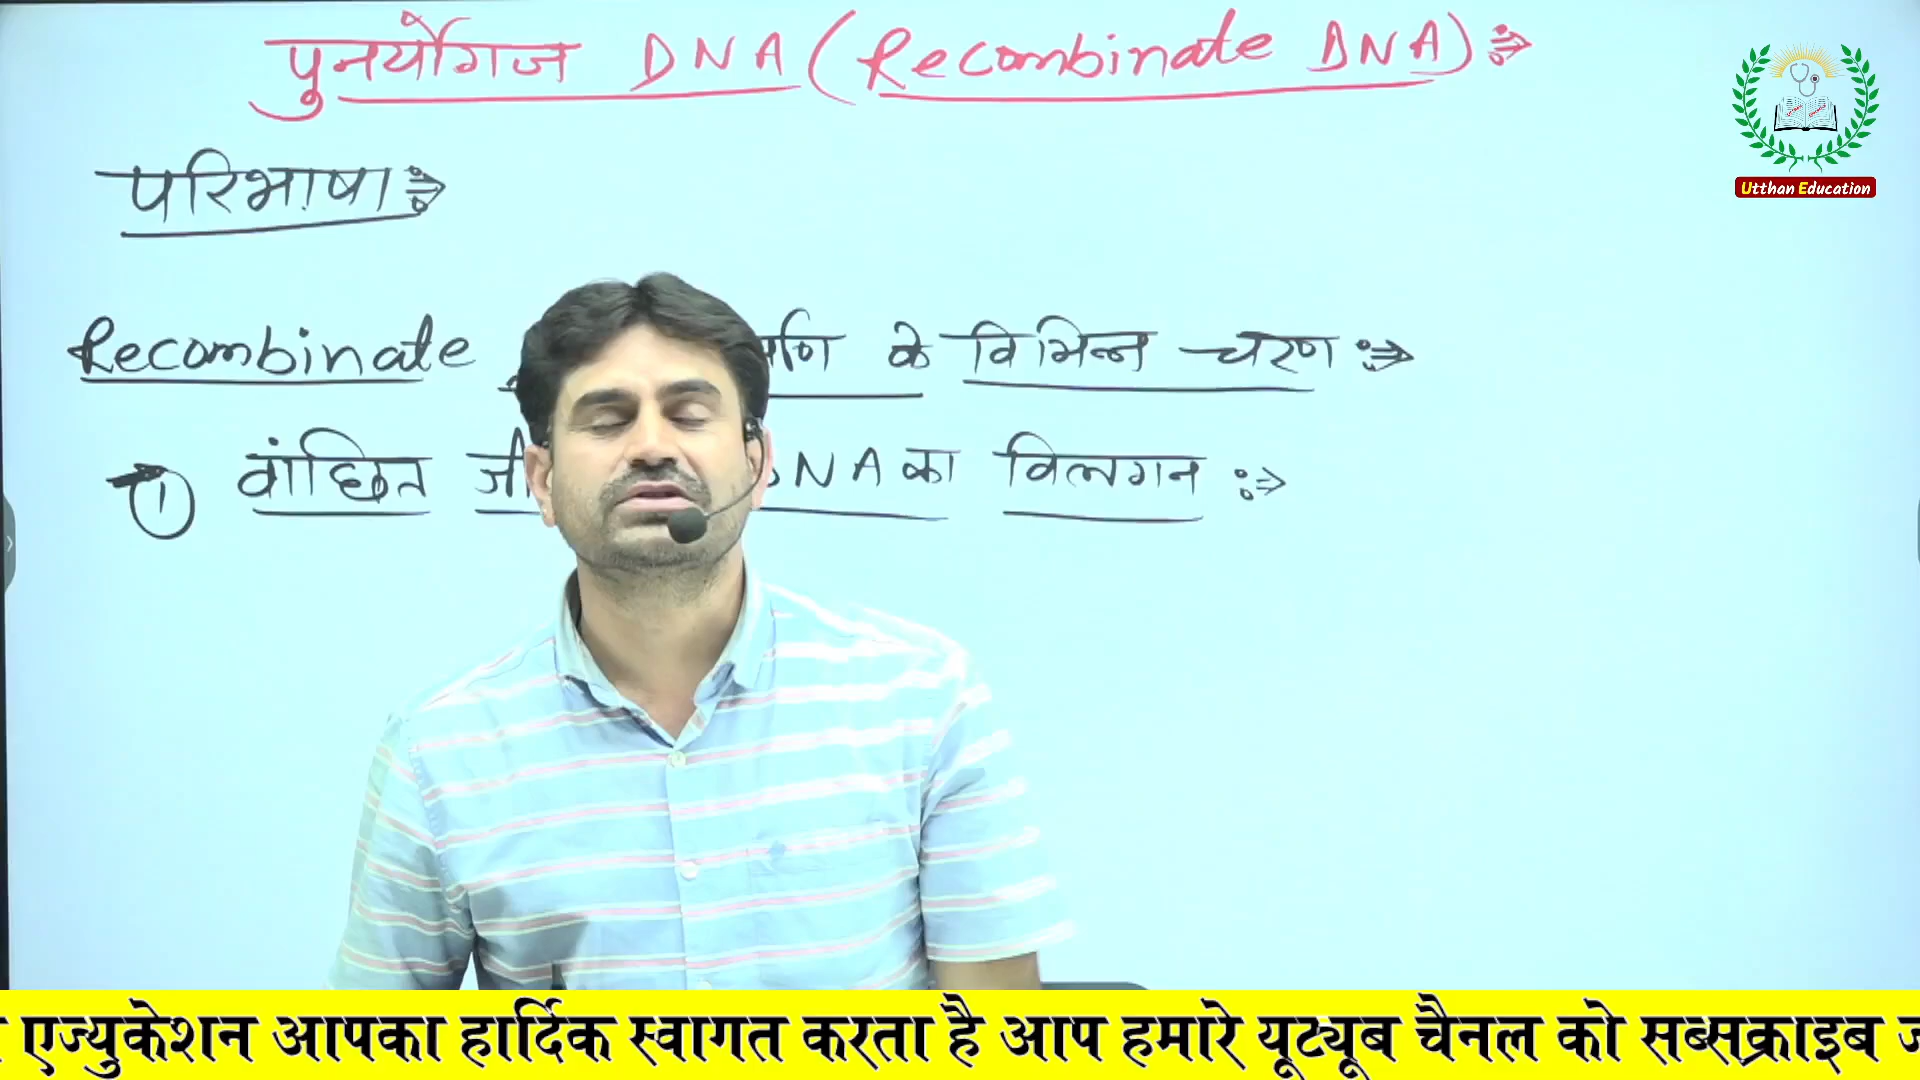 पुनर्योगज DNA (Recombinate DNA)
Utthan Education
परिभाषा
Recombinate के विभिन्न चरण
1 वांछित DNA का विलगन
एज्युकेशन आपका हार्दिक स्वागत करता है आप हमारे यूट्यूब चैनल को सब्सक्राइब